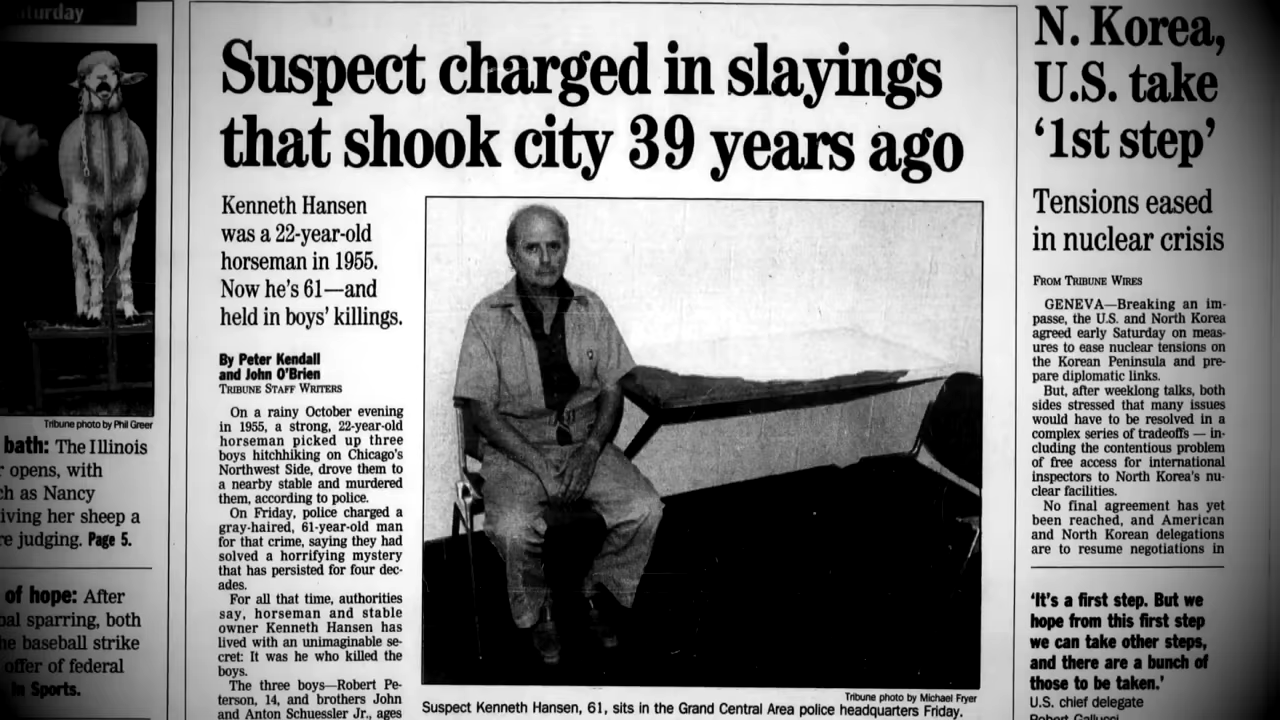 Saturday
Tribune photo by Phil Greer
bath: The Illinois
opens, with
as Nancy
her sheep a
judging. Page 5.
of hope: After
sparring, both
baseball strike
offer of federal
In Sports.
Suspect charged in slayings
that shook city 39 years ago
Kenneth Hansen
was a 22-year-old
horseman in 1955.
Now he's 61—and
held in boys' killings.
By Peter Kendall
and John O'Brien
TRIBUNE STAFF WRITERS
On a rainy October evening
in 1955, a strong, 22-year-old
horseman picked up three
boys hitchhiking on Chicago's
Northwest Side, drove them to
a nearby stable and murdered
them, according to police.
On Friday, police charged a
gray-haired, 61-year-old man
for that crime, saying they had
solved a horrifying mystery
that has persisted for four dec-
ades.
For all that time, authorities
say, horseman and stable
owner Kenneth Hansen has
lived with an unimaginable se-
cret: It was he who killed the
boys.
The three boys—Robert Pe-
terson, 14, and brothers John
and Anton Schuessler Jr., ages
Tribune photo by Michael Fryer
Suspect Kenneth Hansen, 61, sits in the Grand Central Area police headquarters Friday.
N. Korea,
U.S. take
'1st step'
Tensions eased
in nuclear crisis
FROM TRIBUNE WIRES
GENEVA—Breaking an im-
passe, the U.S. and North Korea
agreed early Saturday on meas-
ures to ease nuclear tensions on
the Korean Peninsula and pre-
pare diplomatic links.
But, after weeklong talks, both
sides stressed that many issues
would have to be resolved in a
complex series of tradeoffs — in-
cluding the contentious problem
of free access for international
inspectors to North Korea's nu-
clear facilities.
No final agreement has yet
been reached, and American
and North Korean delegations
are to resume negotiations in
'It's a first step. But we
hope from this first step
we can take other steps,
and there are a bunch of
those to be taken.'
U.S. chief delegate
Robert Gallucci